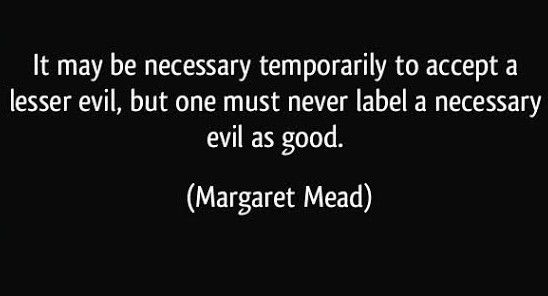 It may be necessary temporarily to accept a
lesser evil, but one must never label a necessary
evil as good.
(Margaret Mead)